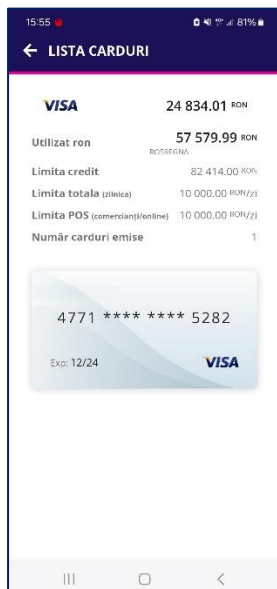 15:55 81%
← LISTA CARDURI
VISA 24 834.01 RON
Utilizat ron 57 579.99 RON
Limita credit 82 414.00 RON
Limita totala (zilnica) 10 000.00 RON/zi
Limita POS (comercianți/online) 10 000.00 RON/zi
Număr carduri emise 1
4771 **** **** 5282
Exp: 12/24 VISA